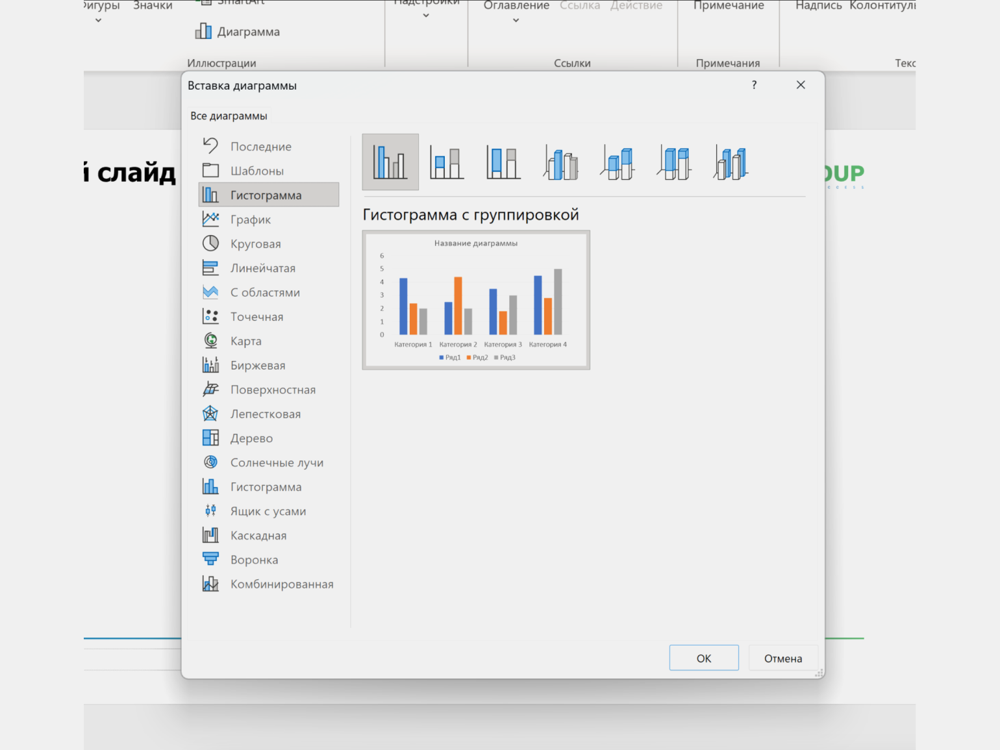 Фигуры Значки SmartArt Надстройки Оглавление Ссылка Действие Примечание Надпись Колонтитулы
Диаграмма
Иллюстрации Ссылки Примечания Текс
Вставка диаграммы ?
Все диаграммы
Последние
Шаблоны
Гистограмма
График
Круговая
Линейчатая
С областями
Точечная
Карта
Биржевая
Поверхностная
Лепестковая
Дерево
Солнечные лучи
Гистограмма
Ящик с усами
Каскадная
Воронка
Комбинированная
Гистограмма с группировкой
Название диаграммы
6
5
4
3
2
1
0
Категория 1 Категория 2 Категория 3 Категория 4
Ряд1 Ряд2 Ряд3
й слайд
OUP
CCESS
ОК Отмена